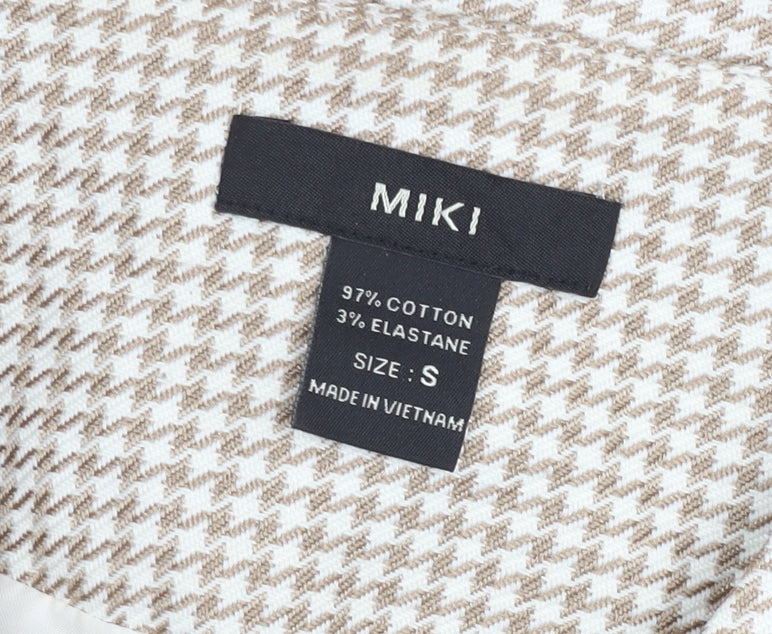 MIKI
97% COTTON
3% ELASTANE
SIZE : S
MADE IN VIETNAM